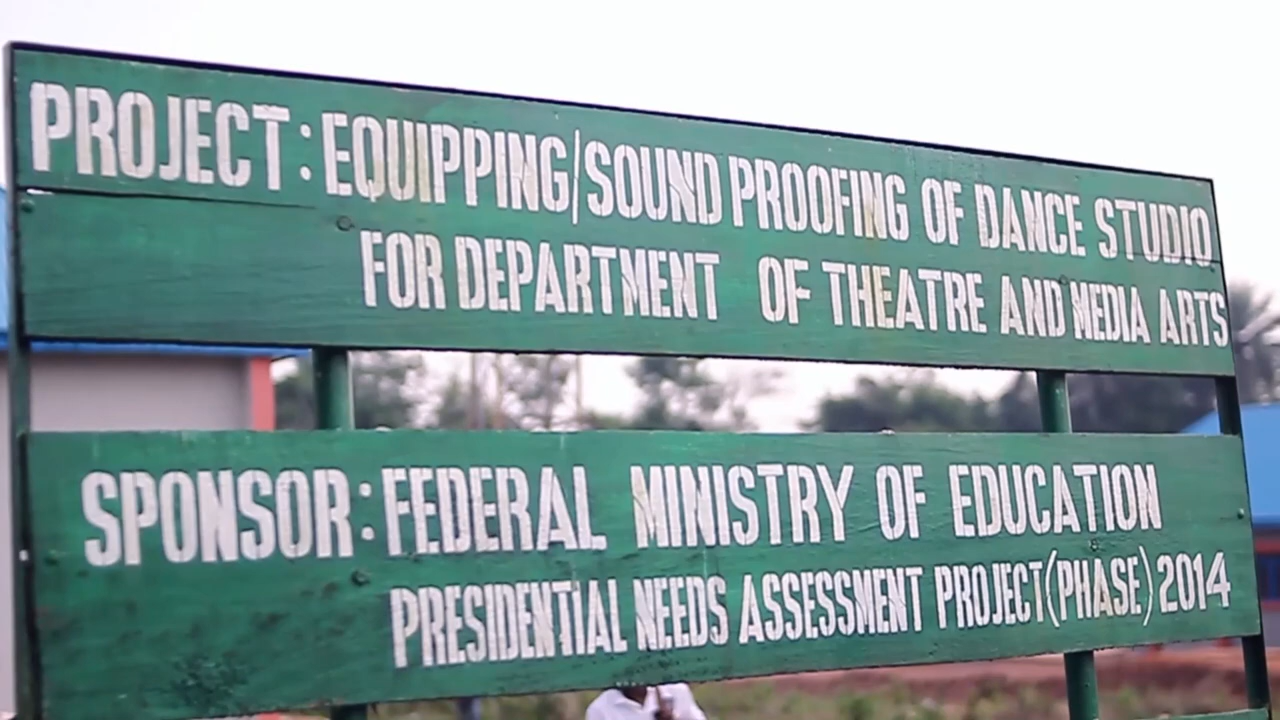 PROJECT: EQUIPPING/SOUND PROOFING OF DANCE STUDIO
FOR DEPARTMENT OF THEATRE AND MEDIA ARTS
SPONSOR: FEDERAL MINISTRY OF EDUCATION
PRESIDENTIAL NEEDS ASSESSMENT PROJECT(PHASE) 2014